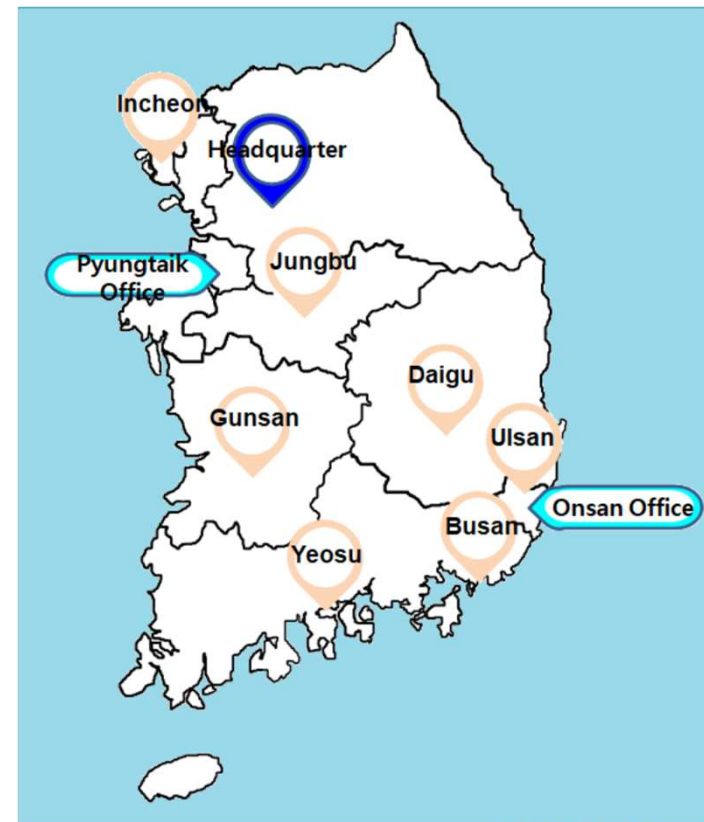 Incheon
Headquarter
Pyungtaik
Office
Jungbu
Daigu
Gunsan
Ulsan
Onsan Office
Busan
Yeosu